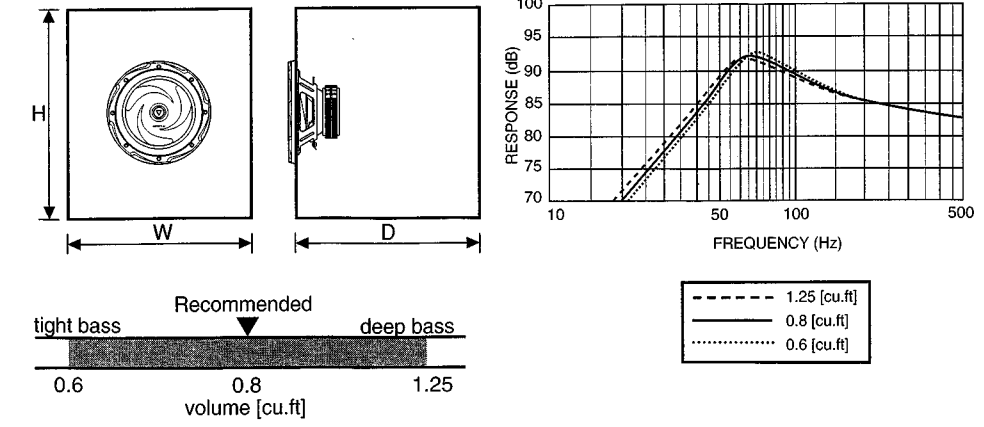 H
W
D
Recommended
tight bass
deep bass
0.6
0.8
1.25
volume [cu.ft]
RESPONSE (dB)
100
95
90
85
80
75
70
10
50
100
500
FREQUENCY (Hz)
1.25 [cu.ft]
0.8 [cu.ft]
0.6 [cu.ft]